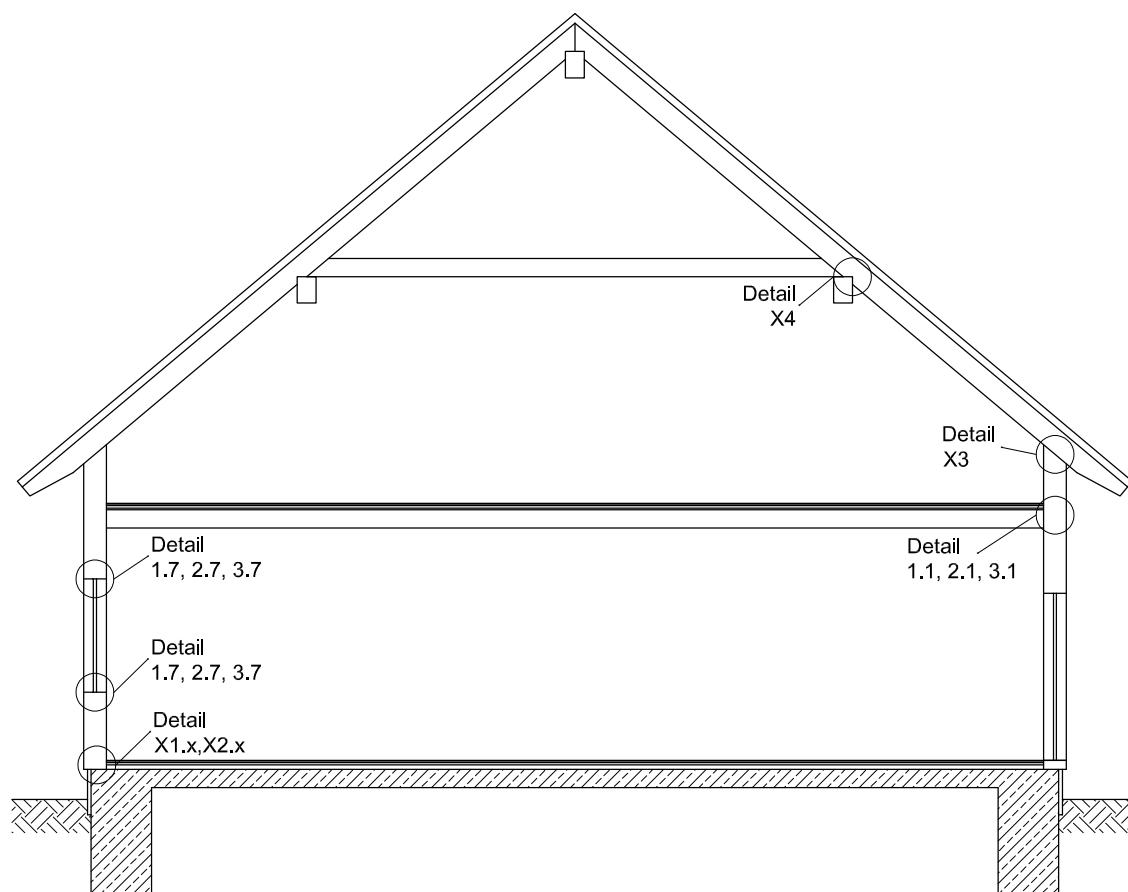 Detail
X4
Detail
X3
Detail
1.7, 2.7, 3.7
Detail
1.1, 2.1, 3.1
Detail
1.7, 2.7, 3.7
Detail
X1.x,X2.x